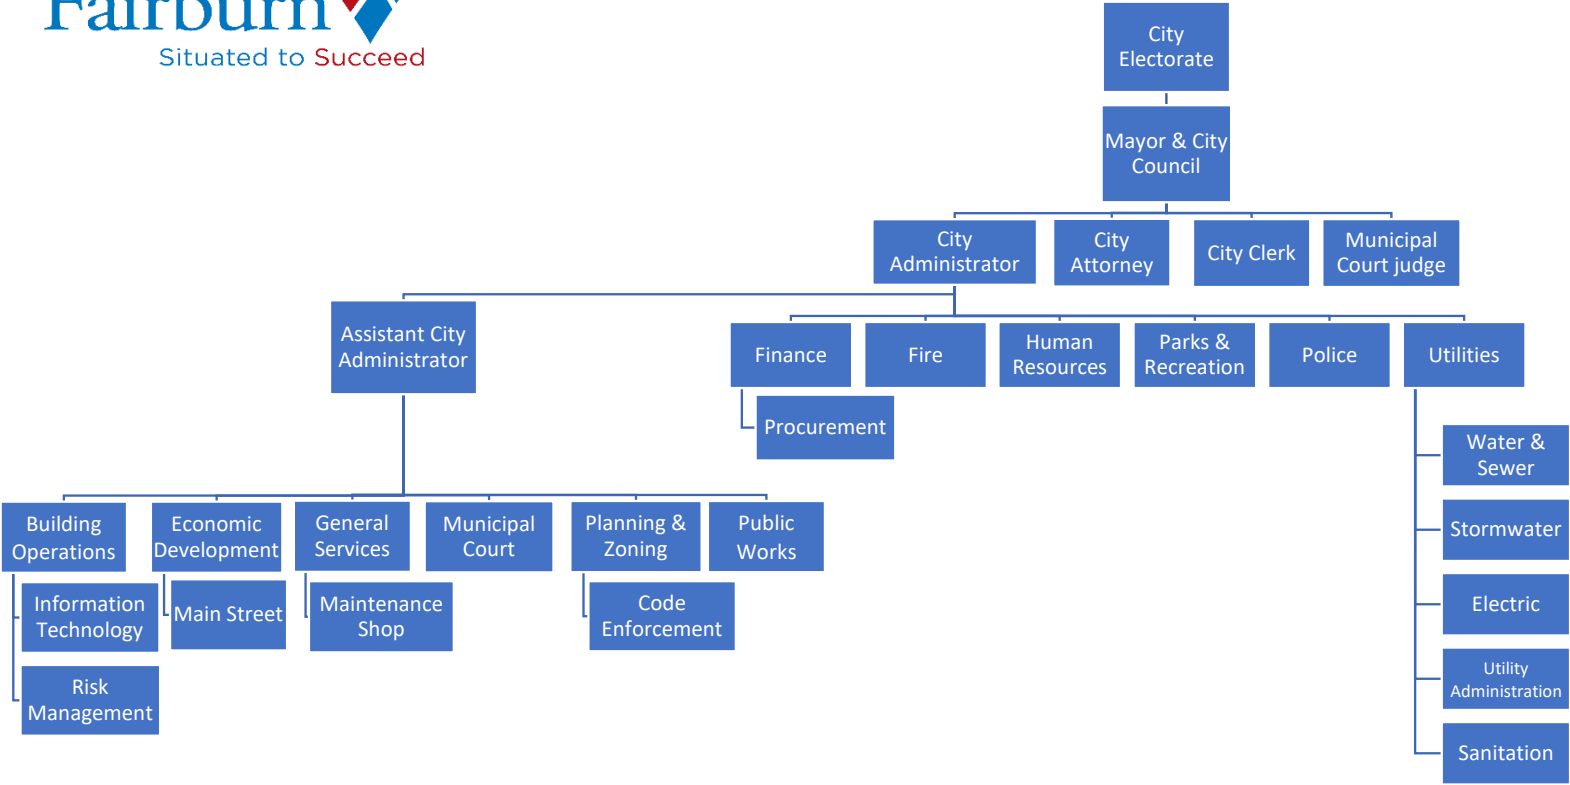 Fairburn
Situated to Succeed
City
Electorate
Mayor & City
Council
City
Administrator
City
Attorney
City Clerk
Municipal
Court judge
Assistant City
Administrator
Finance
Fire
Human
Resources
Parks &
Recreation
Police
Utilities
Procurement
Water &
Sewer
Stormwater
Electric
Utility
Administration
Sanitation
Building
Operations
Economic
Development
General
Services
Municipal
Court
Planning &
Zoning
Public
Works
Information
Technology
Main Street
Maintenance
Shop
Code
Enforcement
Risk
Management